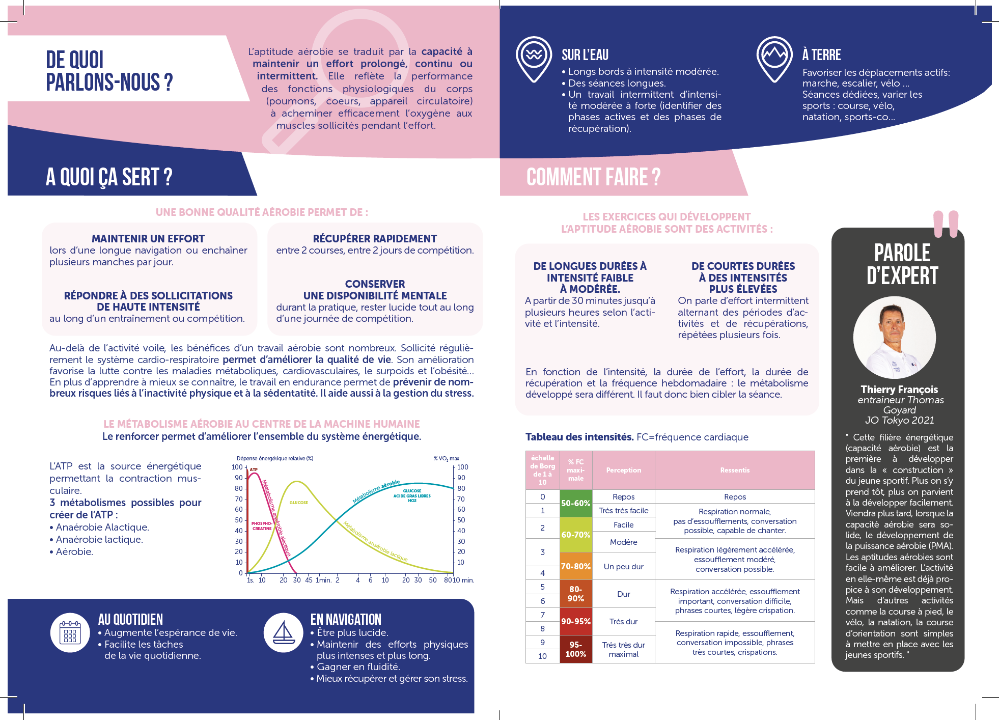 DE QUOI
PARLONS-NOUS ?
L’aptitude aérobie se traduit par la capacité à
maintenir un effort prolongé, continu ou
intermittent. Elle reflète la performance
des fonctions physiologiques du corps
(poumons, coeurs, appareil circulatoire)
à acheminer efficacement l’oxygène aux
muscles sollicités pendant l’effort.
A QUOI ÇA SERT ?
UNE BONNE QUALITÉ AÉROBIE PERMET DE :
MAINTENIR UN EFFORT
lors d’une longue navigation ou enchaîner
plusieurs manches par jour.
RÉPONDRE À DES SOLLICITATIONS
DE HAUTE INTENSITÉ
au long d’un entraînement ou compétition.
RÉCUPÉRER RAPIDEMENT
entre 2 courses, entre 2 jours de compétition.
CONSERVER
UNE DISPONIBILITÉ MENTALE
durant la pratique, rester lucide tout au long
d’une journée de compétition.
Au-delà de l’activité voile, les bénéfices d’un travail aérobie sont nombreux. Sollicité réguliè-
rement le système cardio-respiratoire permet d’améliorer la qualité de vie. Son amélioration
favorise la lutte contre les maladies métaboliques, cardiovasculaires, le surpoids et l’obésité...
En plus d’apprendre à mieux se connaître, le travail en endurance permet de prévenir de nom-
breux risques liés à l’inactivité physique et à la sédentatité. Il aide aussi à la gestion du stress.
LE MÉTABOLISME AÉROBIE AU CENTRE DE LA MACHINE HUMAINE
Le renforcer permet d’améliorer l’ensemble du système énergétique.
L’ATP est la source énergétique
permettant la contraction mus-
culaire.
3 métabolismes possibles pour
créer de l’ATP :
• Anaérobie Alactique.
• Anaérobie lactique.
• Aérobie.
Dépense énergétique relative (%)
% VO2 max.
100
90
80
70
60
50
40
30
20
10
0
ATP
PHOSPHO-
CREATINE
Méatabolisme anaérobie alactique
GLUCOSE
Métabolisme anaérobie lactique
Métabolisme aérobie
GLUCOSE
ACIDE GRAS LIBRES
HO2
100
90
80
70
60
50
40
30
20
10
1s. 10 20 30 45 1min. 2 4 6 10 20 30 50 80 10 min.
AU QUOTIDIEN
• Augmente l’espérance de vie.
• Facilite les tâches
de la vie quotidienne.
EN NAVIGATION
• Être plus lucide.
• Maintenir des efforts physiques
plus intenses et plus long.
• Gagner en fluidité.
• Mieux récupérer et gérer son stress.
SUR L’EAU
• Longs bords à intensité modérée.
• Des séances longues.
• Un travail intermittent d’intensi-
té modérée à forte (identifier des
phases actives et des phases de
récupération).
À TERRE
Favoriser les déplacements actifs:
marche, escalier, vélo ...
Séances dédiées, varier les
sports : course, vélo,
natation, sports-co...
COMMENT FAIRE ?
LES EXERCICES QUI DÉVELOPPENT
L’APTITUDE AÉROBIE SONT DES ACTIVITÉS :
DE LONGUES DURÉES À
INTENSITÉ FAIBLE
À MODÉRÉE.
A partir de 30 minutes jusqu’à
plusieurs heures selon l’acti-
vité et l’intensité.
DE COURTES DURÉES
À DES INTENSITÉS
PLUS ÉLEVÉES
On parle d’effort intermittent
alternant des périodes d’ac-
tivités et de récupérations,
répétées plusieurs fois.
En fonction de l’intensité, la durée de l’effort, la durée de
récupération et la fréquence hebdomadaire : le métabolisme
développé sera différent. Il faut donc bien cibler la séance.
Tableau des intensités. FC=fréquence cardiaque
échelle
de Borg
de 1 à
10
% FC
maxi-
male
Perception
Ressentis
0
1
2
3
4
5
6
7
8
9
10
50-60%
60-70%
70-80%
80-
90%
90-95%
95-
100%
Repos
Trés trés facile
Facile
Modére
Un peu dur
Dur
Trés dur
Trés trés dur
maximal
Repos
Respiration normale,
pas d’essoufflements, conversation
possible, capable de chanter.
Respiration légérement accélérée,
essoufflement modéré,
conversation possible.
Respiration accélérée, essoufflement
important, conversation difficile,
phrases courtes, légère crispation.
Respiration rapide, essoufflement,
conversation impossible, phrases
très courtes, crispations.
"
PAROLE
D’EXPERT
Thierry François
entraîneur Thomas
Goyard
JO Tokyo 2021
" Cette filière énergétique
(capacité aérobie) est la
première à développer
dans la « construction »
du jeune sportif. Plus on s’y
prend tôt, plus on parvient
à la développer facilement.
Viendra plus tard, lorsque la
capacité aérobie sera so-
lide, le développement de
la puissance aérobie (PMA).
Les aptitudes aérobies sont
facile à améliorer. L’activité
en elle-même est déjà pro-
pice à son développement.
Mais d’autres activités
comme la course à pied, le
vélo, la natation, la course
d’orientation sont simples
à mettre en place avec les
jeunes sportifs. "